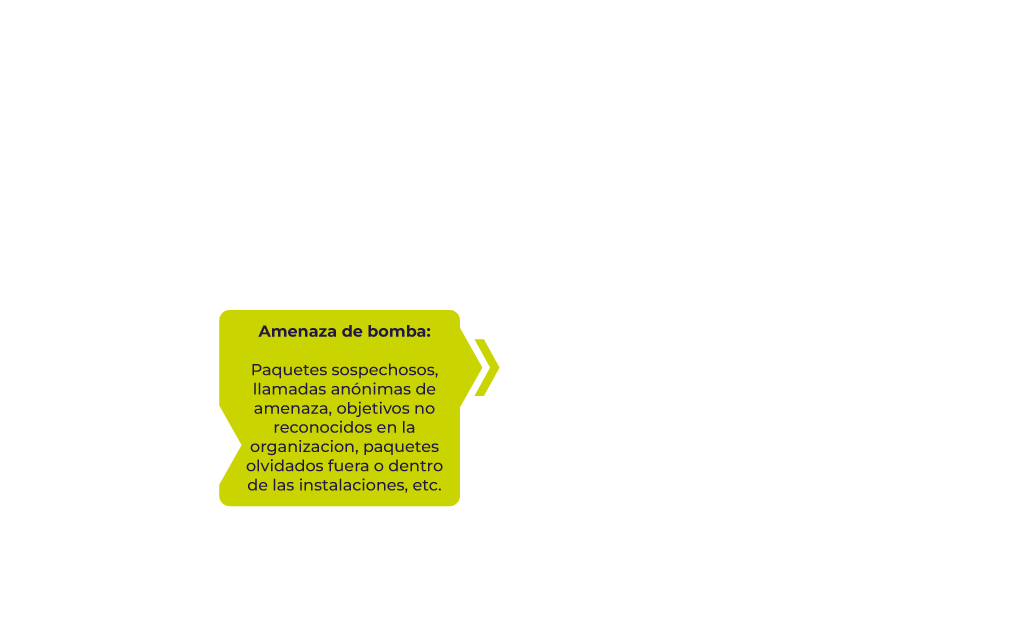 Amenaza de bomba:
Paquetes sospechosos,
llamadas anónimas de
amenaza, objetivos no
reconocidos en la
organizacion, paquetes
olvidados fuera o dentro
de las instalaciones, etc.